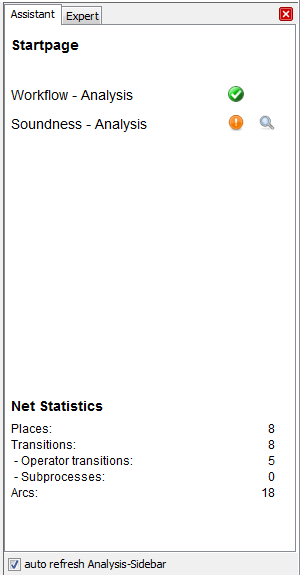 Assistant Expert
Startpage
Workflow - Analysis
Soundness - Analysis
Net Statistics
Places: 8
Transitions: 8
- Operator transitions: 5
- Subprocesses: 0
Arcs: 18
auto refresh Analysis-Sidebar